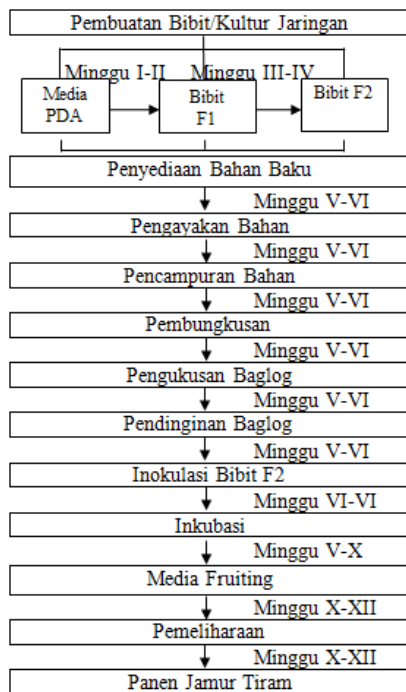 Pembuatan Bibit/Kultur Jaringan
Minggu I-II Minggu III-IV
Media
PDA
Bibit
F1
Bibit F2
Penyediaan Bahan Baku
Minggu V-VI
Pengayakan Bahan
Minggu V-VI
Pencampuran Bahan
Minggu V-VI
Pembungkusan
Minggu V-VI
Pengukusan Baglog
Minggu V-VI
Pendinginan Baglog
Minggu V-VI
Inokulasi Bibit F2
Minggu VI-VI
Inkubasi
Minggu V-X
Media Fruiting
Minggu X-XII
Pemeliharaan
Minggu X-XII
Panen Jamur Tiram